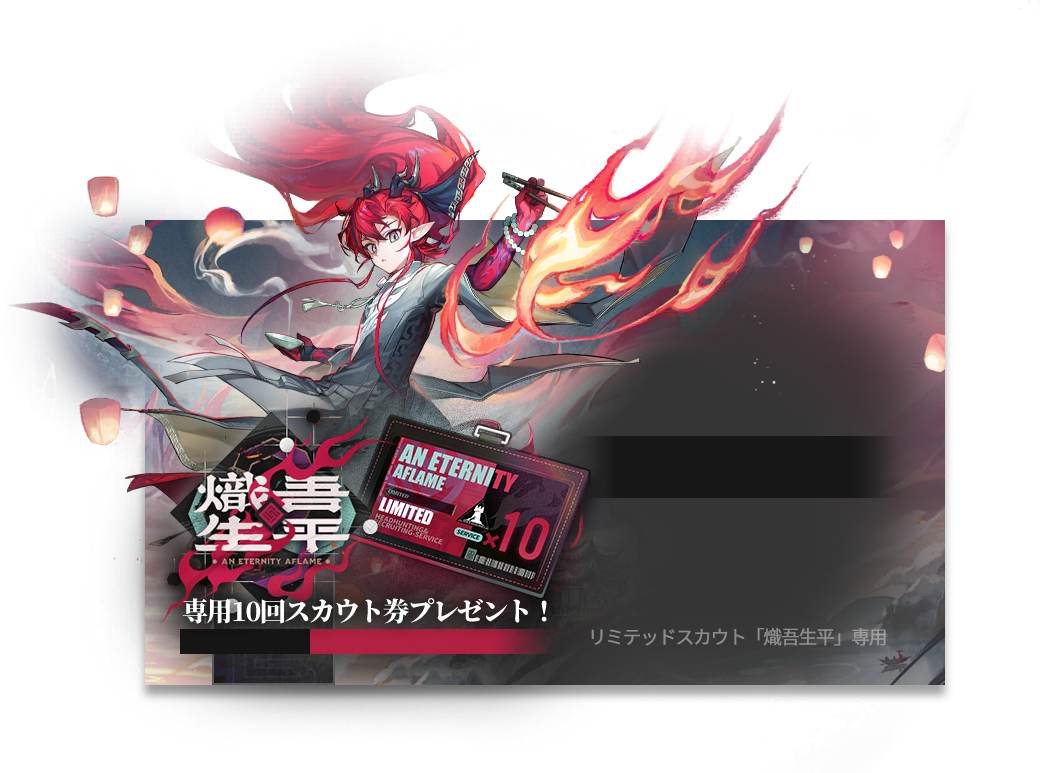 AN ETERNITY
AFLAME
LIMITED
LIMITED
HEADHUNTING&
RECRUITING-SERVICE
SERVICE
×10
熾吾
生平
AN ETERNITY AFLAME
専用10回スカウト券プレゼント！
リミテッドスカウト「熾吾生平」専用